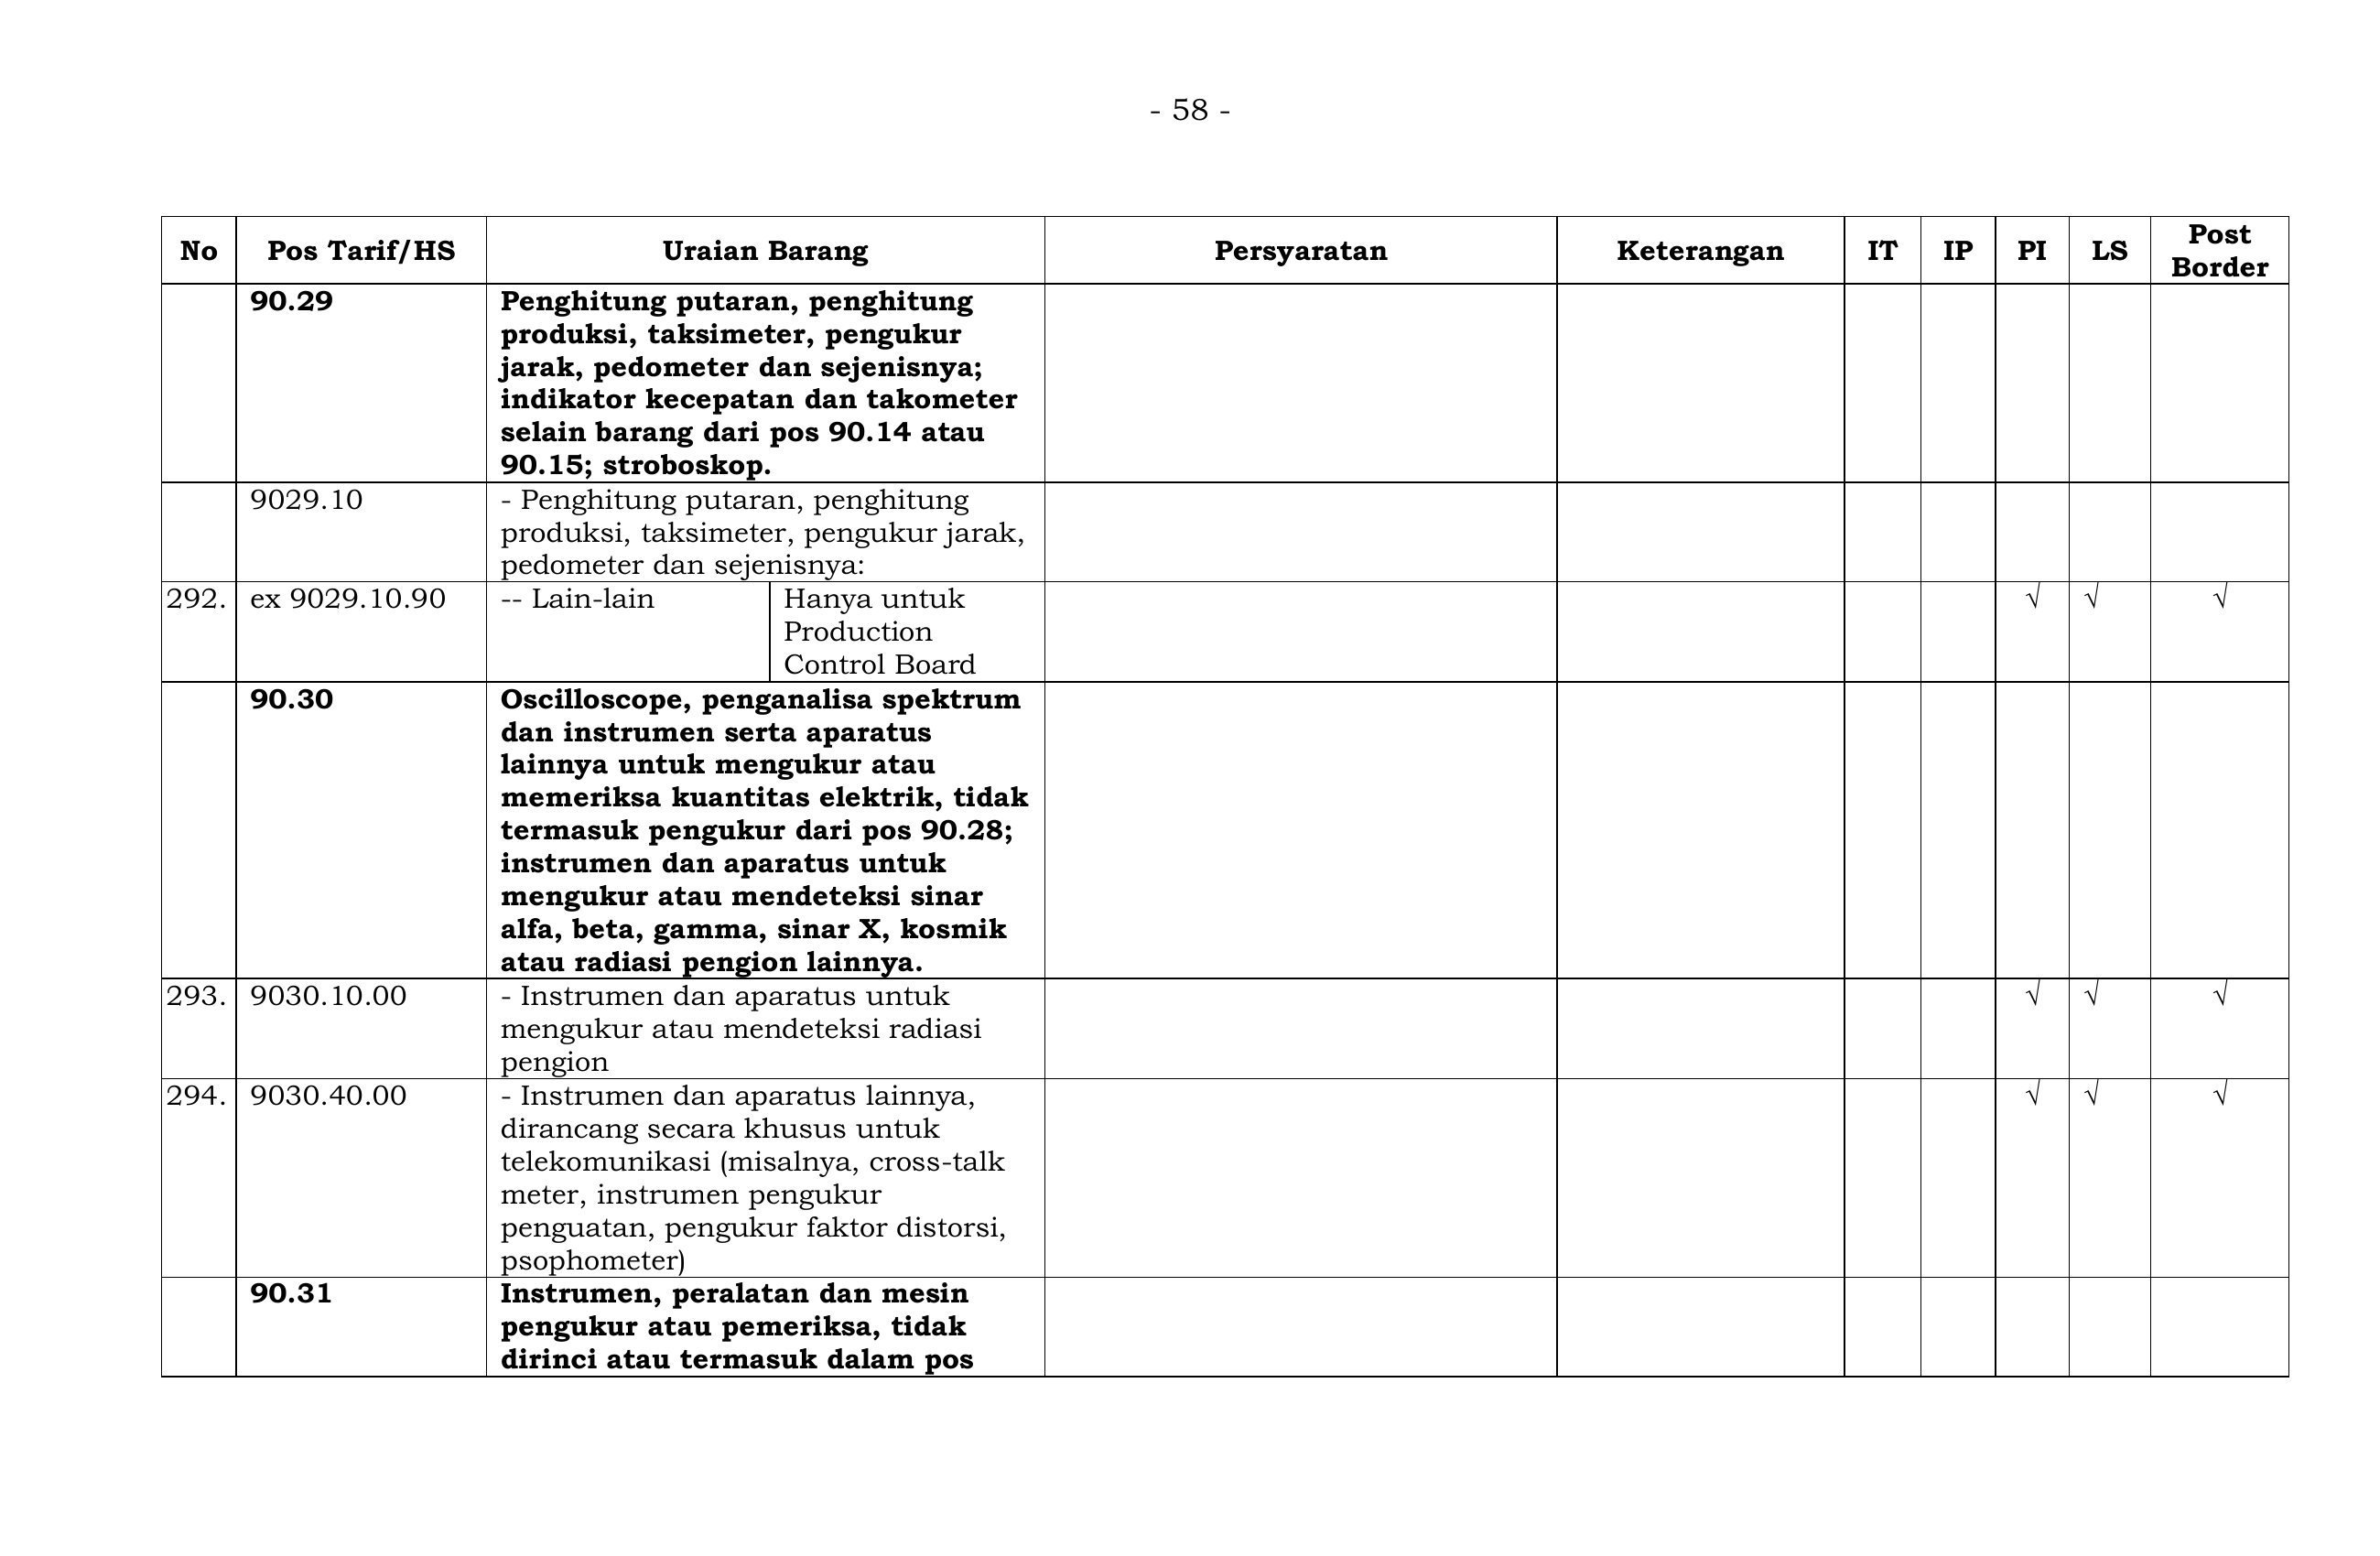 - 58 -
No Pos Tarif/HS Uraian Barang Persyaratan Keterangan IT IP PI LS Post Border
90.29 Penghitung putaran, penghitung
produksi, taksimeter, pengukur
jarak, pedometer dan sejenisnya;
indikator kecepatan dan takometer
selain barang dari pos 90.14 atau
90.15; stroboskop.
9029.10 - Penghitung putaran, penghitung
produksi, taksimeter, pengukur jarak,
pedometer dan sejenisnya:
292. ex 9029.10.90 -- Lain-lain Hanya untuk √ √ √
Production
Control Board
90.30 Oscilloscope, penganalisa spektrum
dan instrumen serta aparatus
lainnya untuk mengukur atau
memeriksa kuantitas elektrik, tidak
termasuk pengukur dari pos 90.28;
instrumen dan aparatus untuk
mengukur atau mendeteksi sinar
alfa, beta, gamma, sinar X, kosmik
atau radiasi pengion lainnya.
293. 9030.10.00 - Instrumen dan aparatus untuk √ √ √
mengukur atau mendeteksi radiasi
pengion
294. 9030.40.00 - Instrumen dan aparatus lainnya, √ √ √
dirancang secara khusus untuk
telekomunikasi (misalnya, cross-talk
meter, instrumen pengukur
penguatan, pengukur faktor distorsi,
psophometer)
90.31 Instrumen, peralatan dan mesin
pengukur atau pemeriksa, tidak
dirinci atau termasuk dalam pos